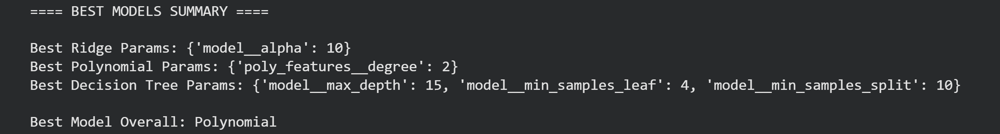 ==== BEST MODELS SUMMARY ====
Best Ridge Params: {'model__alpha': 10}
Best Polynomial Params: {'poly_features__degree': 2}
Best Decision Tree Params: {'model__max_depth': 15, 'model__min_samples_leaf': 4, 'model__min_samples_split': 10}
Best Model Overall: Polynomial